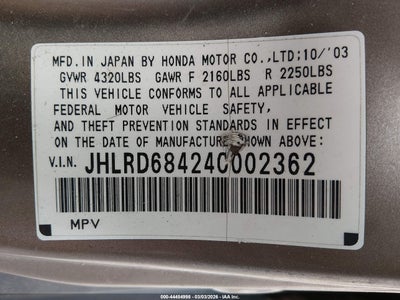 MFD.IN JAPAN BY HONDA MOTOR CO.,LTD;10/'03
GVWR 4320LBS GAWR F 2160LBS R 2250LBS
THIS VEHICLE CONFORMS TO ALL APPLICABLE
FEDERAL MOTOR VEHICLE SAFETY,
AND THEFT PREVENTION STANDARDS IN EFFECT
ON THE DATE OF MANUFACTURE SHOWN ABOVE:
V.I.N. JHLRD68424C002362
MPV
000-44404998 - 03/03/2026 - IAA Inc.